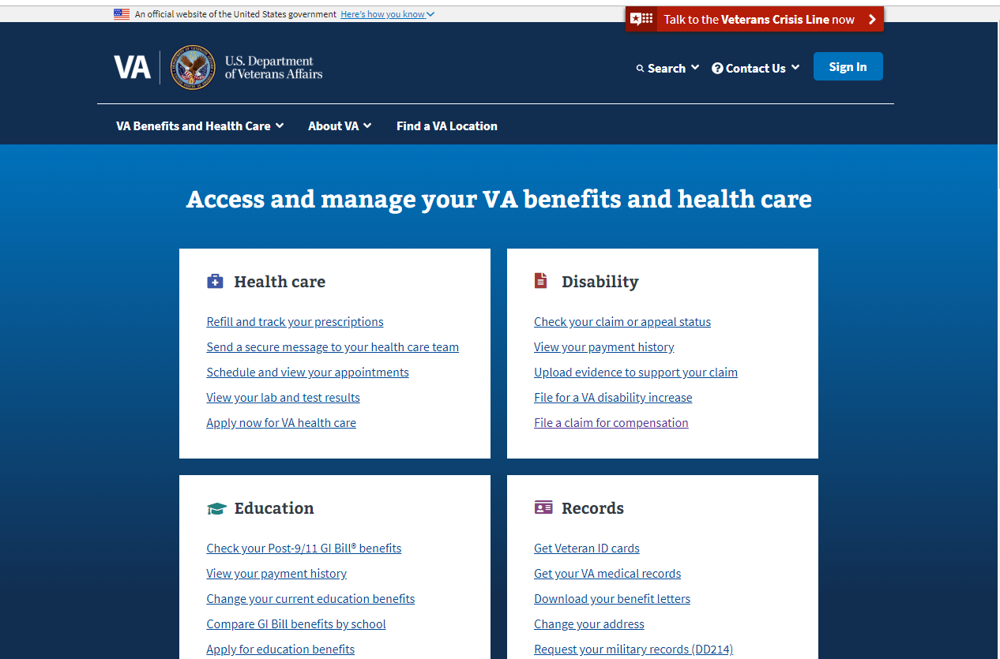 An official website of the United States government Here's how you know
Talk to the Veterans Crisis Line now
VA
U.S. Department
of Veterans Affairs
Search
Contact Us
Sign In
VA Benefits and Health Care
About VA
Find a VA Location
Access and manage your VA benefits and health care
Health care
Refill and track your prescriptions
Send a secure message to your health care team
Schedule and view your appointments
View your lab and test results
Apply now for VA health care
Disability
Check your claim or appeal status
View your payment history
Upload evidence to support your claim
File for a VA disability increase
File a claim for compensation
Education
Check your Post-9/11 GI Bill® benefits
View your payment history
Change your current education benefits
Compare GI Bill benefits by school
Apply for education benefits
Records
Get Veteran ID cards
Get your VA medical records
Download your benefit letters
Change your address
Request your military records (DD214)